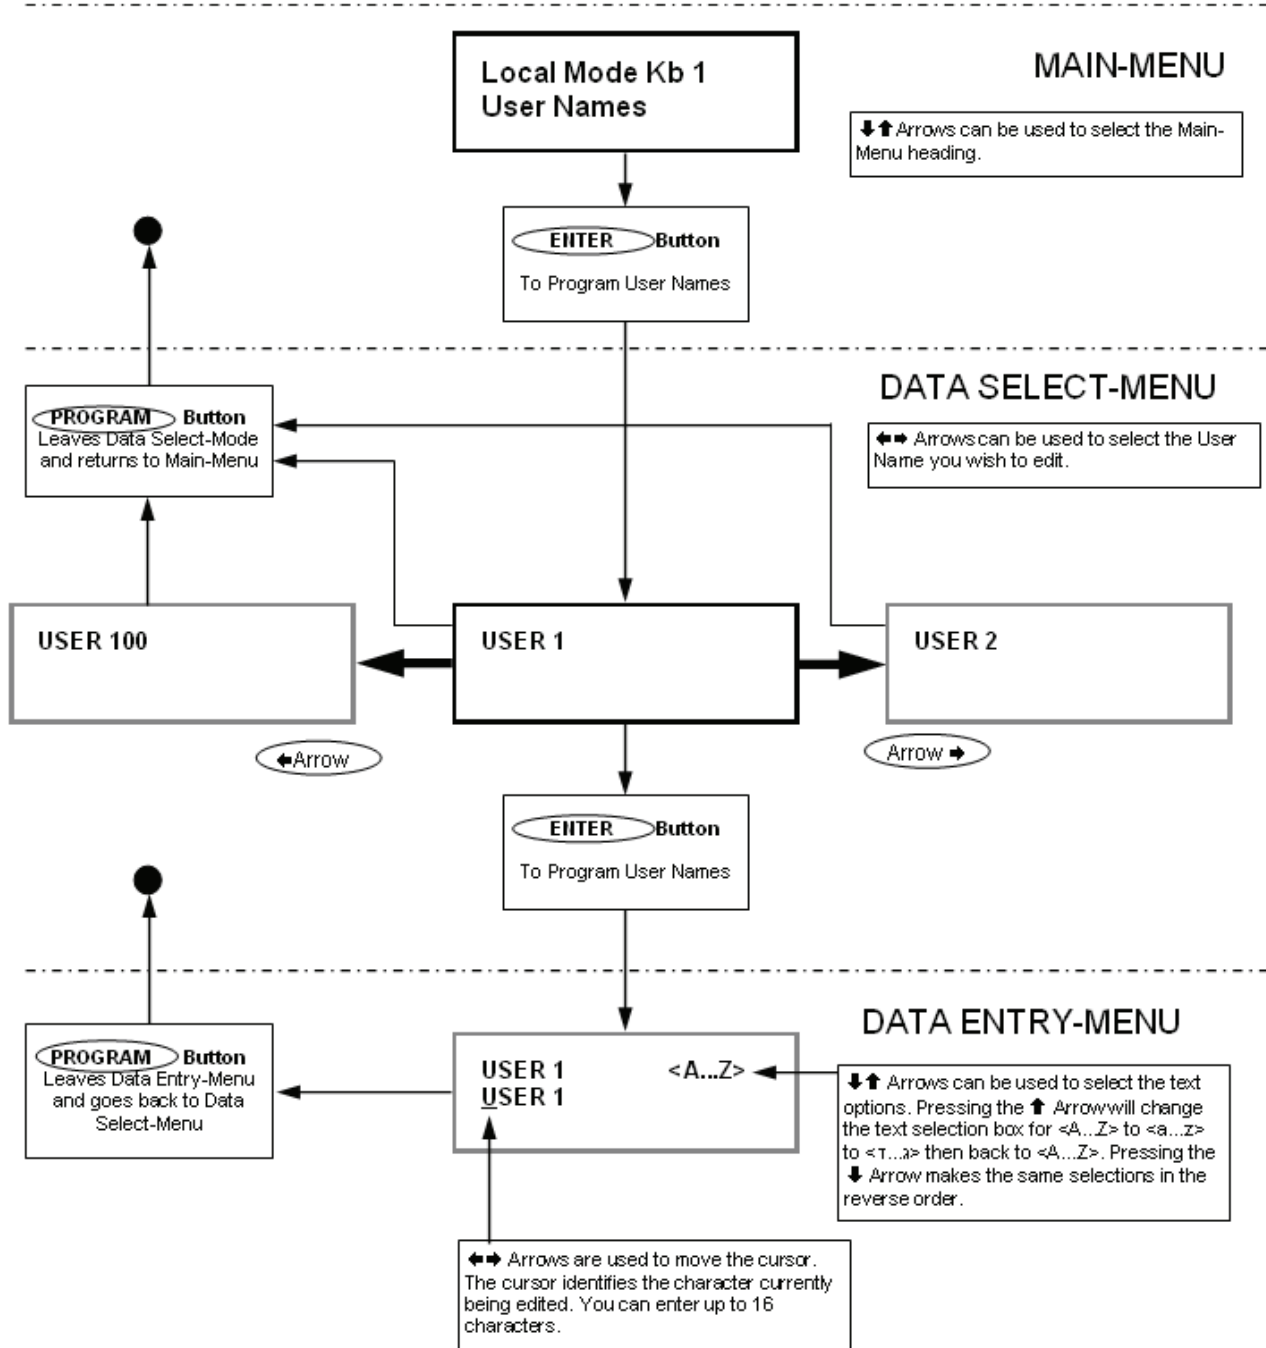 Local Mode Kb 1
User Names
MAIN-MENU
⬇⬆ Arrows can be used to select the Main-
Menu heading.
ENTER Button
To Program User Names
DATA SELECT-MENU
PROGRAM Button
Leaves Data Select-Mode
and returns to Main-Menu
⬅➡ Arrows can be used to select the User
Name you wish to edit.
USER 100
USER 1
USER 2
⬅Arrow
Arrow ➡
ENTER Button
To Program User Names
DATA ENTRY-MENU
PROGRAM Button
Leaves Data Entry-Menu
and goes back to Data
Select-Menu
USER 1 <A...Z>
USER 1
⬇⬆ Arrows can be used to select the text
options. Pressing the ⬆ Arrow will change
the text selection box for <A...Z> to <a...z>
to < then back to <A...Z>. Pressing the
⬇ Arrow makes the same selections in the
reverse order.
⬅➡ Arrows are used to move the cursor.
The cursor identifies the character currently
being edited. You can enter up to 16
characters.